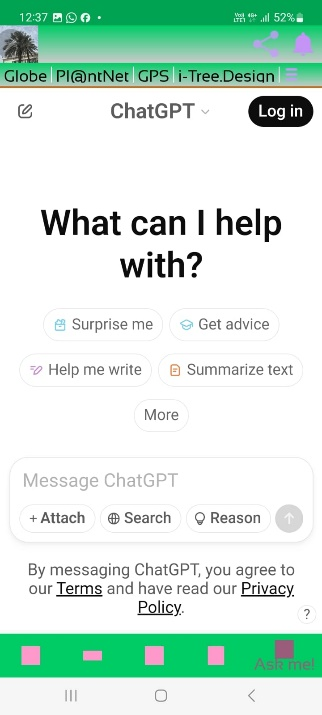 12:37 52%
Globe Pl@ntNet GPS i-Tree.Design
ChatGPT Log in
What can I help
with?
Surprise me Get advice
Help me write Summarize text
More
Message ChatGPT
+ Attach Search Reason
By messaging ChatGPT, you agree to
our Terms and have read our Privacy
Policy.
?
Ask me!